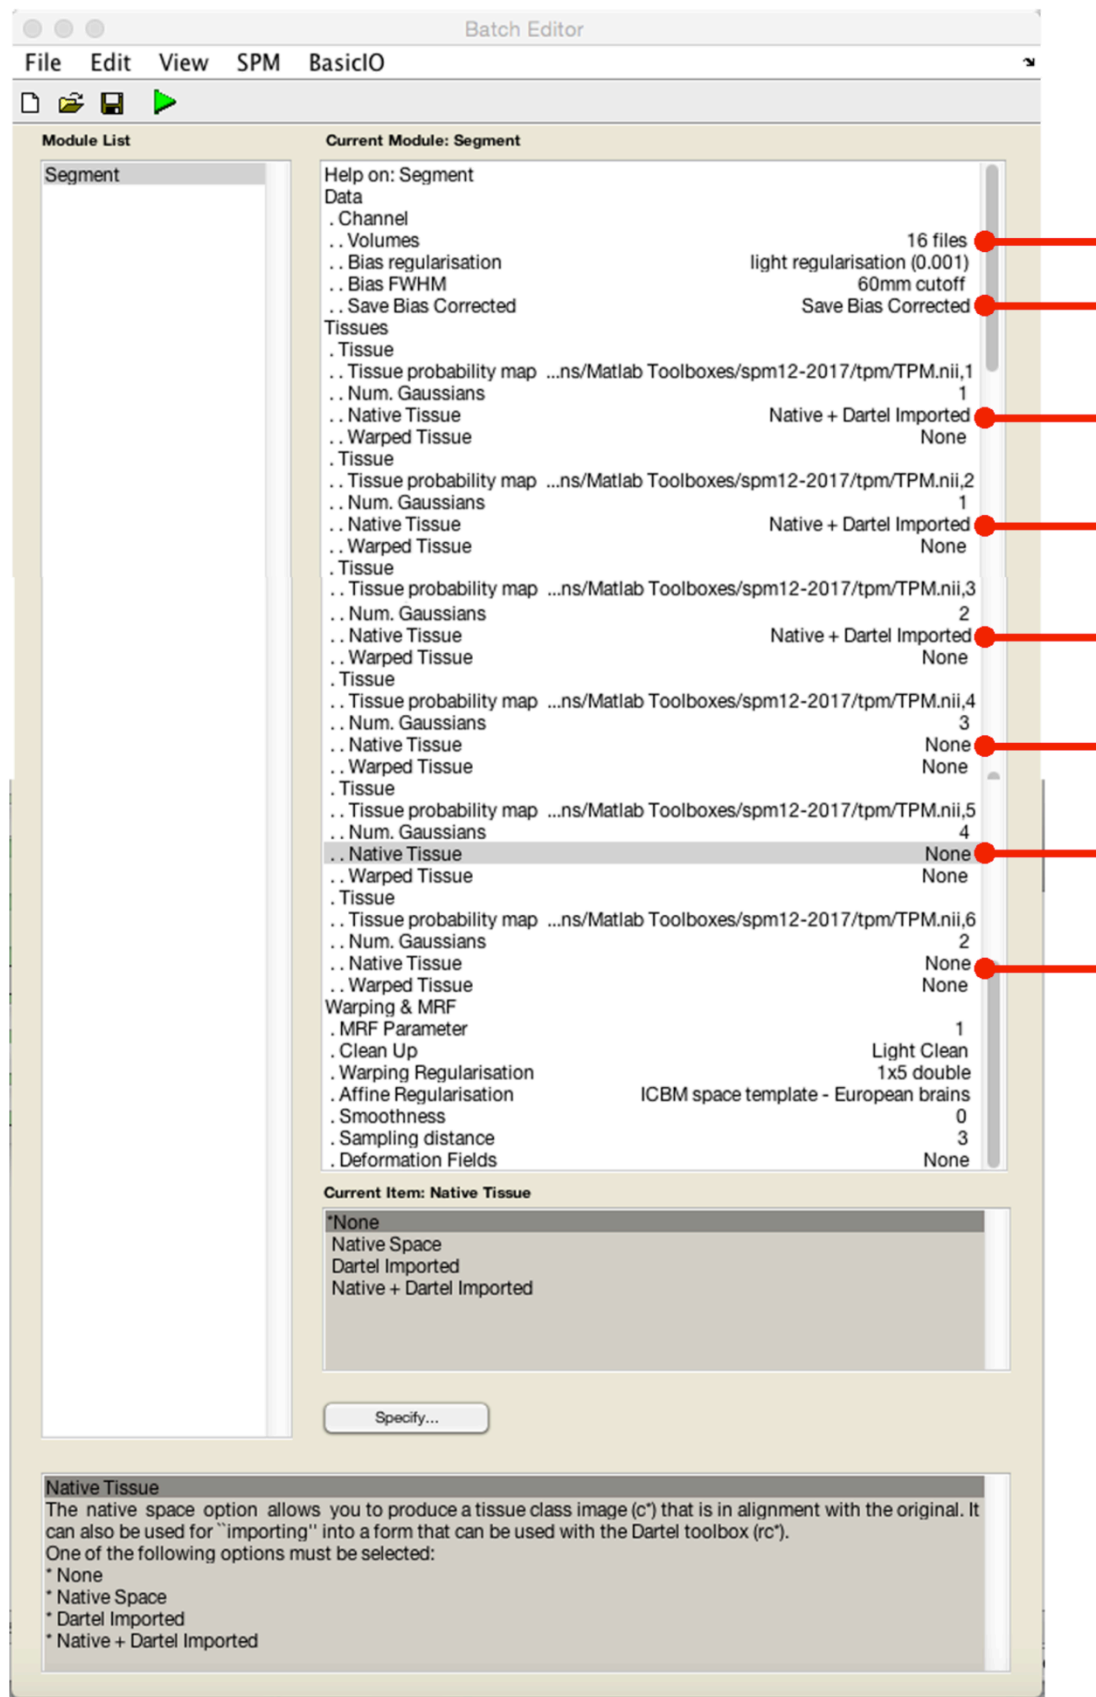 Batch Editor
File Edit View SPM BasicIO
Module List
Segment
Current Module: Segment
Help on: Segment
Data
. Channel
. . Volumes 16 files
. . Bias regularisation light regularisation (0.001)
. . Bias FWHM 60mm cutoff
. . Save Bias Corrected Save Bias Corrected
Tissues
. Tissue
. . Tissue probability map ...ns/Matlab Toolboxes/spm12-2017/tpm/TPM.nii,1
. . Num. Gaussians 1
. . Native Tissue Native + Dartel Imported
. . Warped Tissue None
. Tissue
. . Tissue probability map ...ns/Matlab Toolboxes/spm12-2017/tpm/TPM.nii,2
. . Num. Gaussians 1
. . Native Tissue Native + Dartel Imported
. . Warped Tissue None
. Tissue
. . Tissue probability map ...ns/Matlab Toolboxes/spm12-2017/tpm/TPM.nii,3
. . Num. Gaussians 2
. . Native Tissue Native + Dartel Imported
. . Warped Tissue None
. Tissue
. . Tissue probability map ...ns/Matlab Toolboxes/spm12-2017/tpm/TPM.nii,4
. . Num. Gaussians 3
. . Native Tissue None
. . Warped Tissue None
. Tissue
. . Tissue probability map ...ns/Matlab Toolboxes/spm12-2017/tpm/TPM.nii,5
. . Num. Gaussians 4
. . Native Tissue None
. . Warped Tissue None
. Tissue
. . Tissue probability map ...ns/Matlab Toolboxes/spm12-2017/tpm/TPM.nii,6
. . Num. Gaussians 2
. . Native Tissue None
. . Warped Tissue None
Warping & MRF
. MRF Parameter 1
. Clean Up Light Clean
. Warping Regularisation 1x5 double
. Affine Regularisation ICBM space template - European brains
. Smoothness 0
. Sampling distance 3
. Deformation Fields None
Current Item: Native Tissue
*None
Native Space
Dartel Imported
Native + Dartel Imported
Specify...
Native Tissue
The native space option allows you to produce a tissue class image (c*) that is in alignment with the original. It
can also be used for ``importing'' into a form that can be used with the Dartel toolbox (rc*).
One of the following options must be selected:
* None
* Native Space
* Dartel Imported
* Native + Dartel Imported